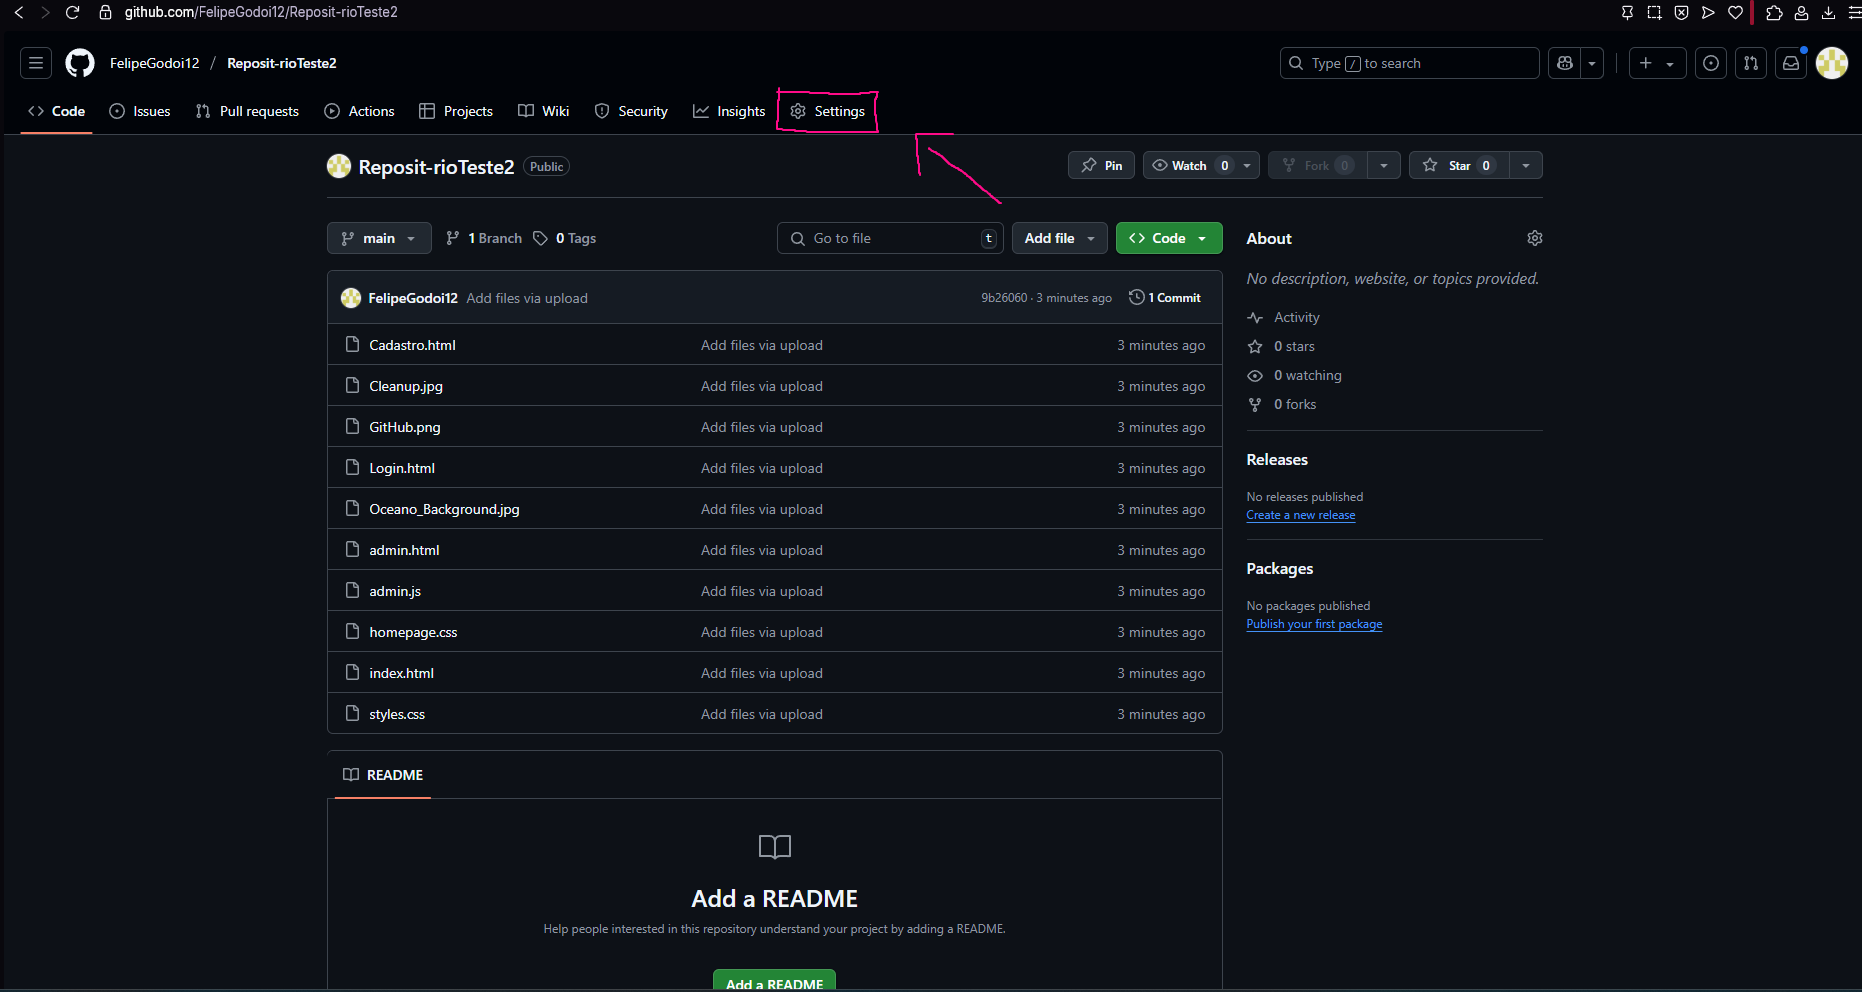 github.com/FelipeGodoi12/Reposit-rioTeste2
FelipeGodoi12 / Reposit-rioTeste2
Type / to search
Code Issues Pull requests Actions Projects Wiki Security Insights Settings
Reposit-rioTeste2 Public
Pin Watch 0 Fork 0 Star 0
main 1 Branch 0 Tags Go to file t Add file Code
FelipeGodoi12 Add files via upload 9b26060 · 3 minutes ago 1 Commit
Cadastro.html Add files via upload 3 minutes ago
Cleanup.jpg Add files via upload 3 minutes ago
GitHub.png Add files via upload 3 minutes ago
Login.html Add files via upload 3 minutes ago
Oceano_Background.jpg Add files via upload 3 minutes ago
admin.html Add files via upload 3 minutes ago
admin.js Add files via upload 3 minutes ago
homepage.css Add files via upload 3 minutes ago
index.html Add files via upload 3 minutes ago
styles.css Add files via upload 3 minutes ago
README
Add a README
Help people interested in this repository understand your project by adding a README.
Add a README
About
No description, website, or topics provided.
Activity
0 stars
0 watching
0 forks
Releases
No releases published
Create a new release
Packages
No packages published
Publish your first package